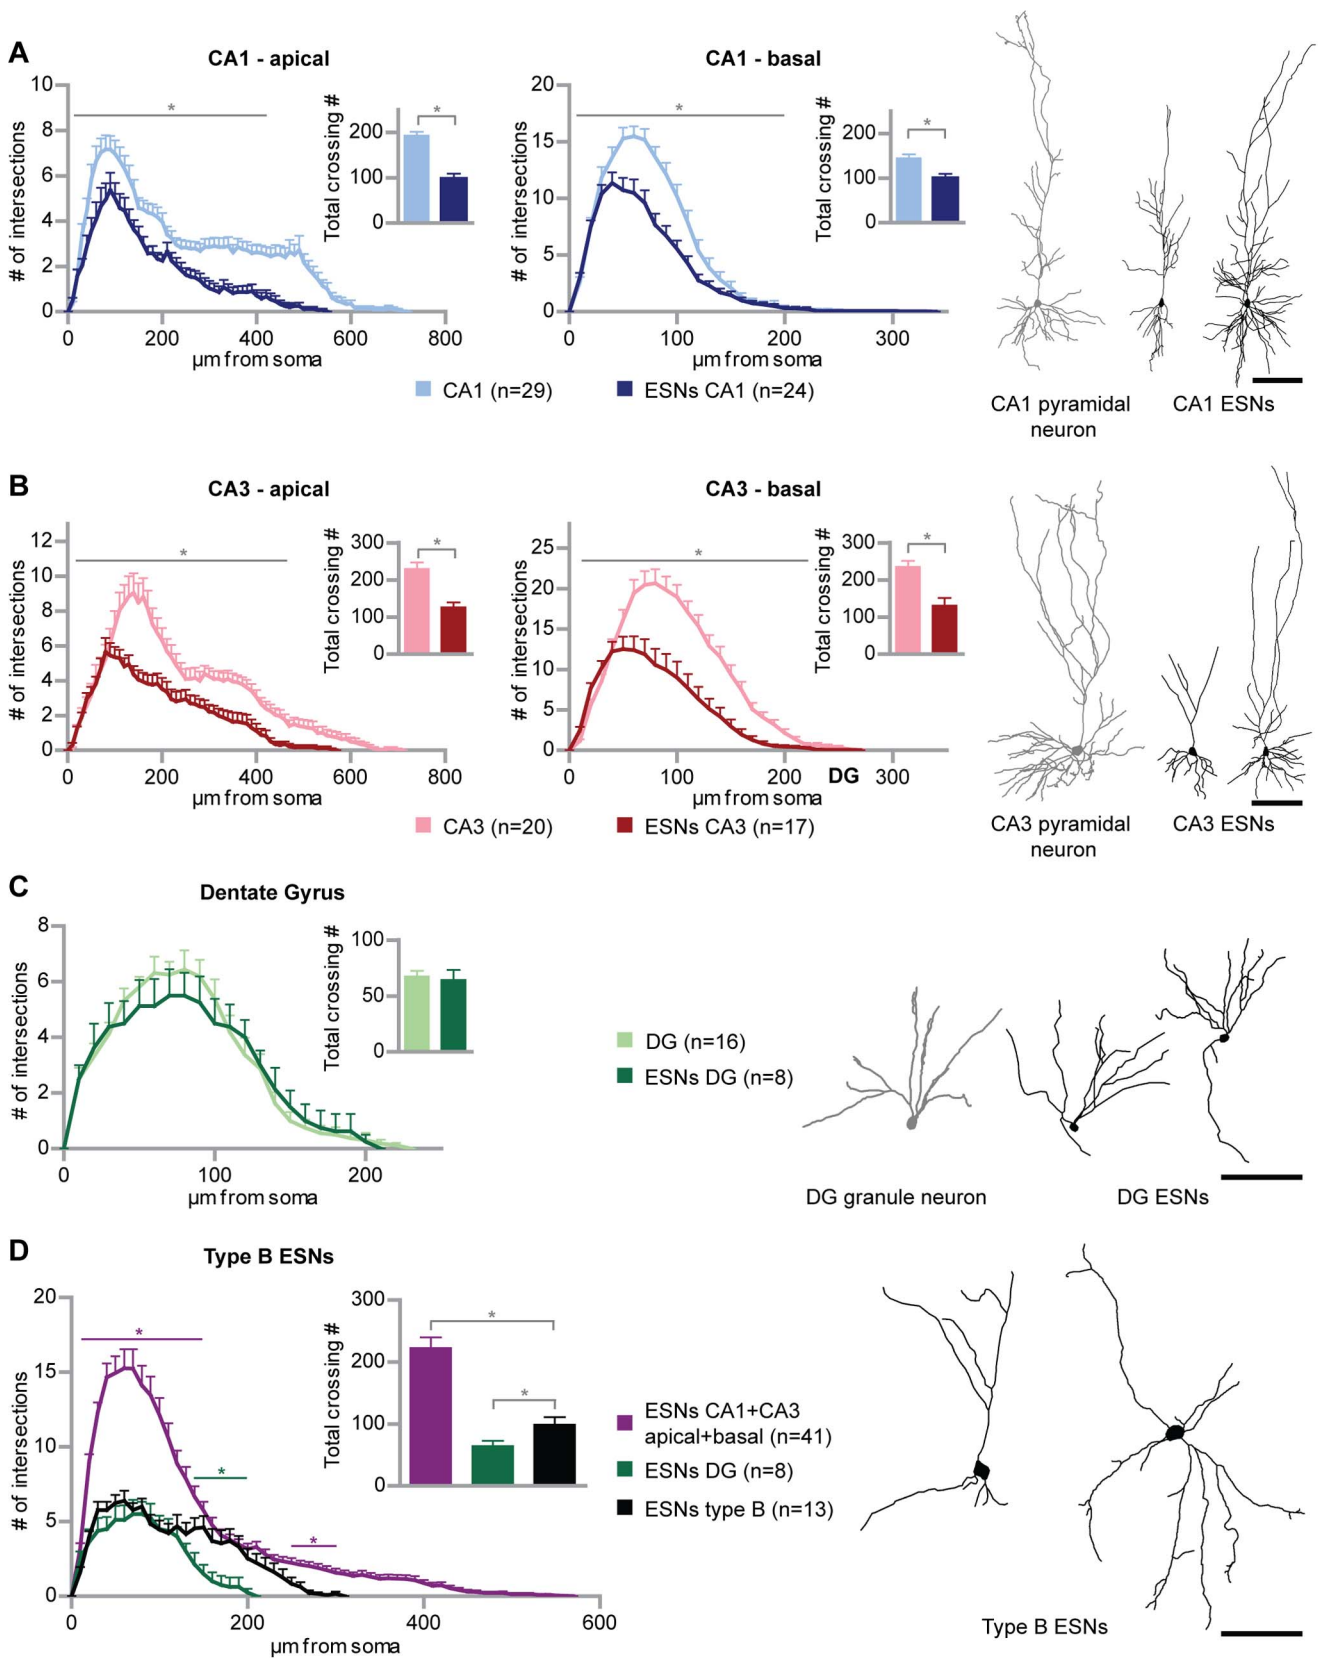 A
CA1 - apical
# of intersections
10
8
6
4
2
0
0
200
400
600
800
µm from soma
*
Total crossing #
200
100
0
*
CA1 - basal
# of intersections
20
15
10
5
0
0
100
200
300
µm from soma
*
Total crossing #
200
100
0
*
CA1 (n=29)
ESNs CA1 (n=24)
CA1 pyramidal
neuron
CA1 ESNs
B
CA3 - apical
# of intersections
12
10
8
6
4
2
0
0
200
400
600
800
µm from soma
*
Total crossing #
300
200
100
0
*
CA3 - basal
# of intersections
25
20
15
10
5
0
0
100
200
DG
300
µm from soma
*
Total crossing #
300
200
100
0
*
CA3 (n=20)
ESNs CA3 (n=17)
CA3 pyramidal
neuron
CA3 ESNs
C
Dentate Gyrus
# of intersections
8
6
4
2
0
0
100
200
µm from soma
Total crossing #
100
50
0
DG (n=16)
ESNs DG (n=8)
DG granule neuron
DG ESNs
D
Type B ESNs
# of intersections
20
15
10
5
0
0
200
400
600
µm from soma
*
*
*
Total crossing #
300
200
100
0
*
*
ESNs CA1+CA3
apical+basal (n=41)
ESNs DG (n=8)
ESNs type B (n=13)
Type B ESNs